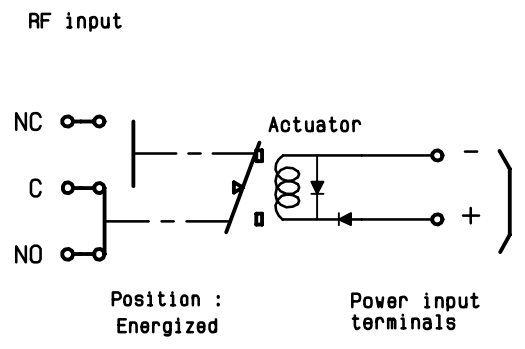 RF input
NC
Actuator
-
C
+
NO
Position :
Energized
Power input
terminals